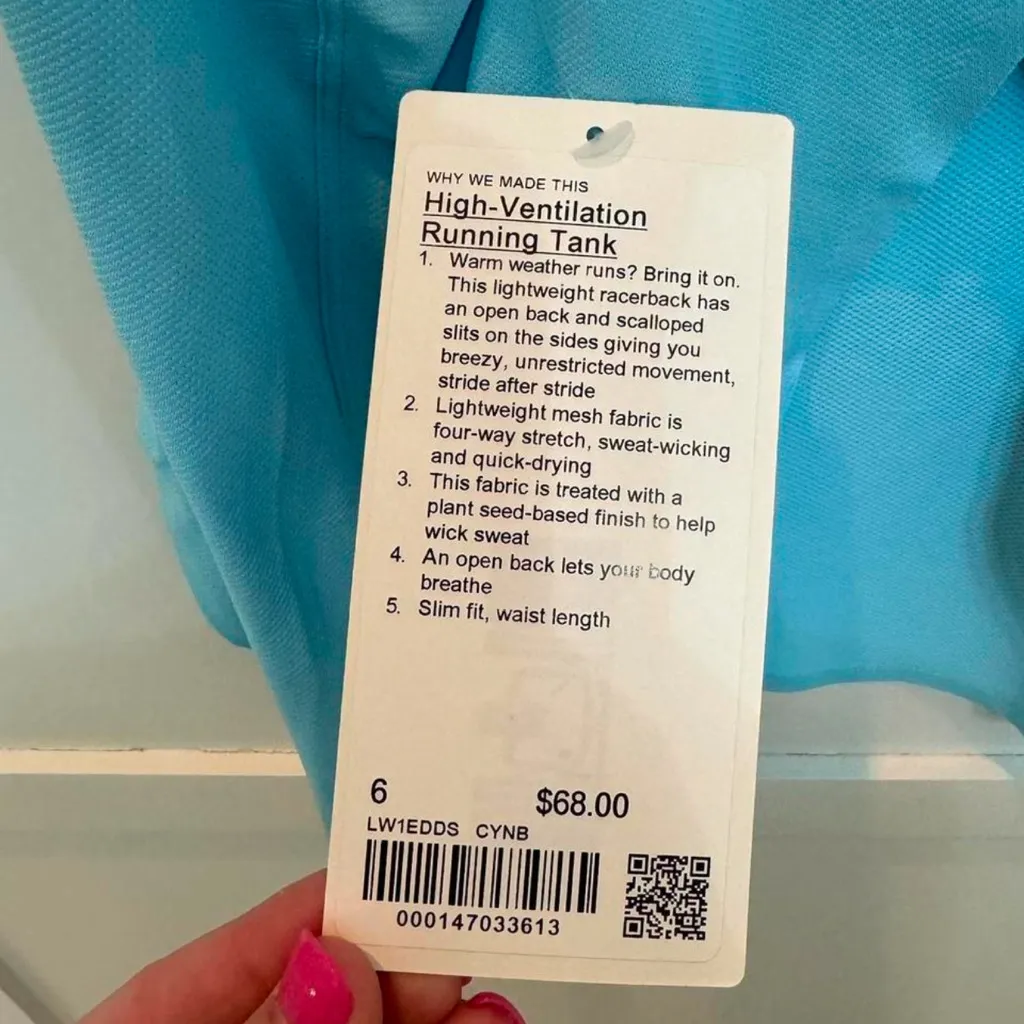 WHY WE MADE THIS
High-Ventilation
Running Tank
1. Warm weather runs? Bring it on.
This lightweight racerback has
an open back and scalloped
slits on the sides giving you
breezy, unrestricted movement,
stride after stride
2. Lightweight mesh fabric is
four-way stretch, sweat-wicking
and quick-drying
3. This fabric is treated with a
plant seed-based finish to help
wick sweat
4. An open back lets your body
breathe
5. Slim fit, waist length
6 $68.00
LW1EDDS CYNB
000147033613